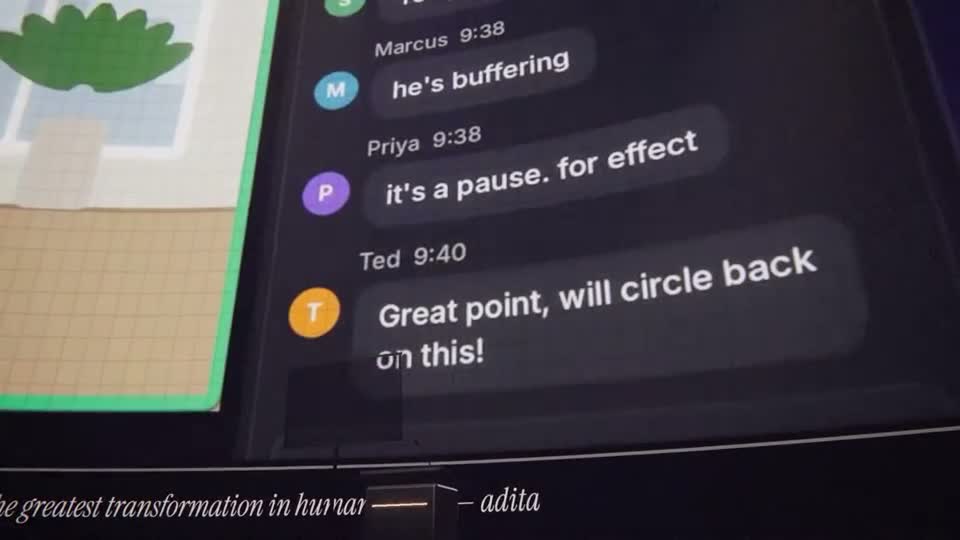 S
Marcus 9:38
M
he's buffering
Priya 9:38
P
it's a pause. for effect
Ted 9:40
T
Great point, will circle back
on this!
greatest transformation in human — adita